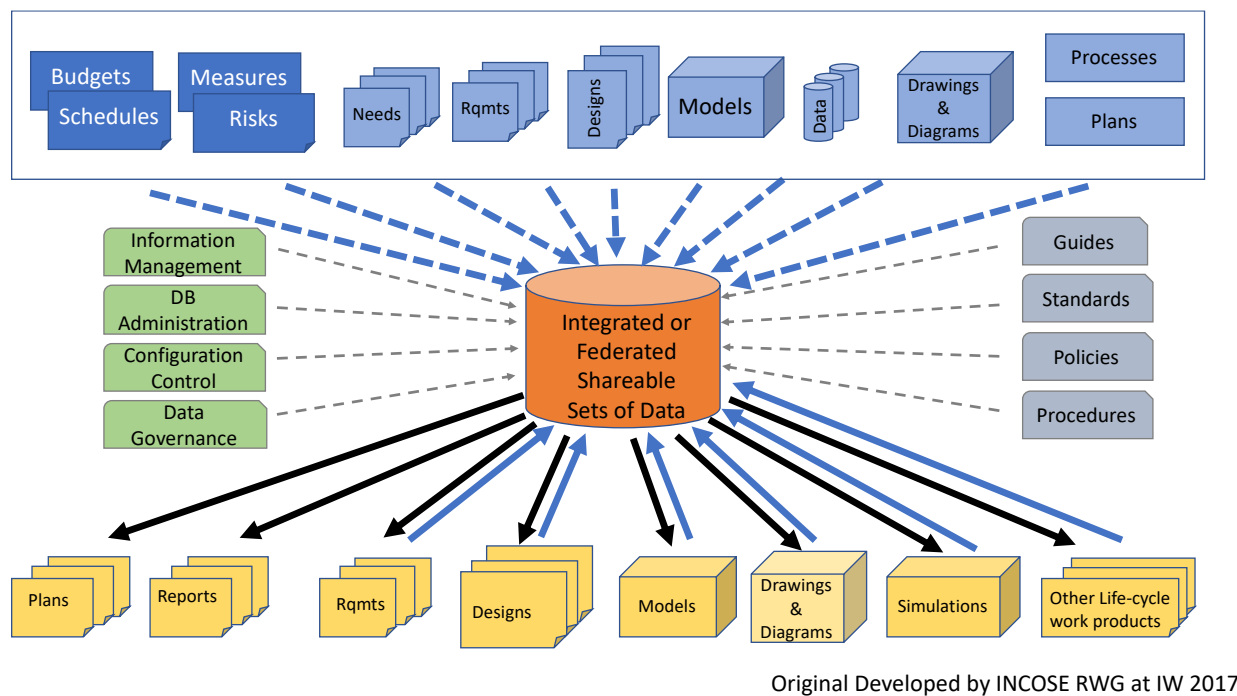 Budgets
Schedules
Measures
Risks
Needs
Rqmts
Designs
Models
Data
Drawings
&
Diagrams
Processes
Plans
Information
Management
DB
Administration
Configuration
Control
Data
Governance
Integrated or
Federated
Shareable
Sets of Data
Guides
Standards
Policies
Procedures
Plans
Reports
Rqmts
Designs
Models
Drawings
&
Diagrams
Simulations
Other Life-cycle
work products
Original Developed by INCOSE RWG at IW 2017